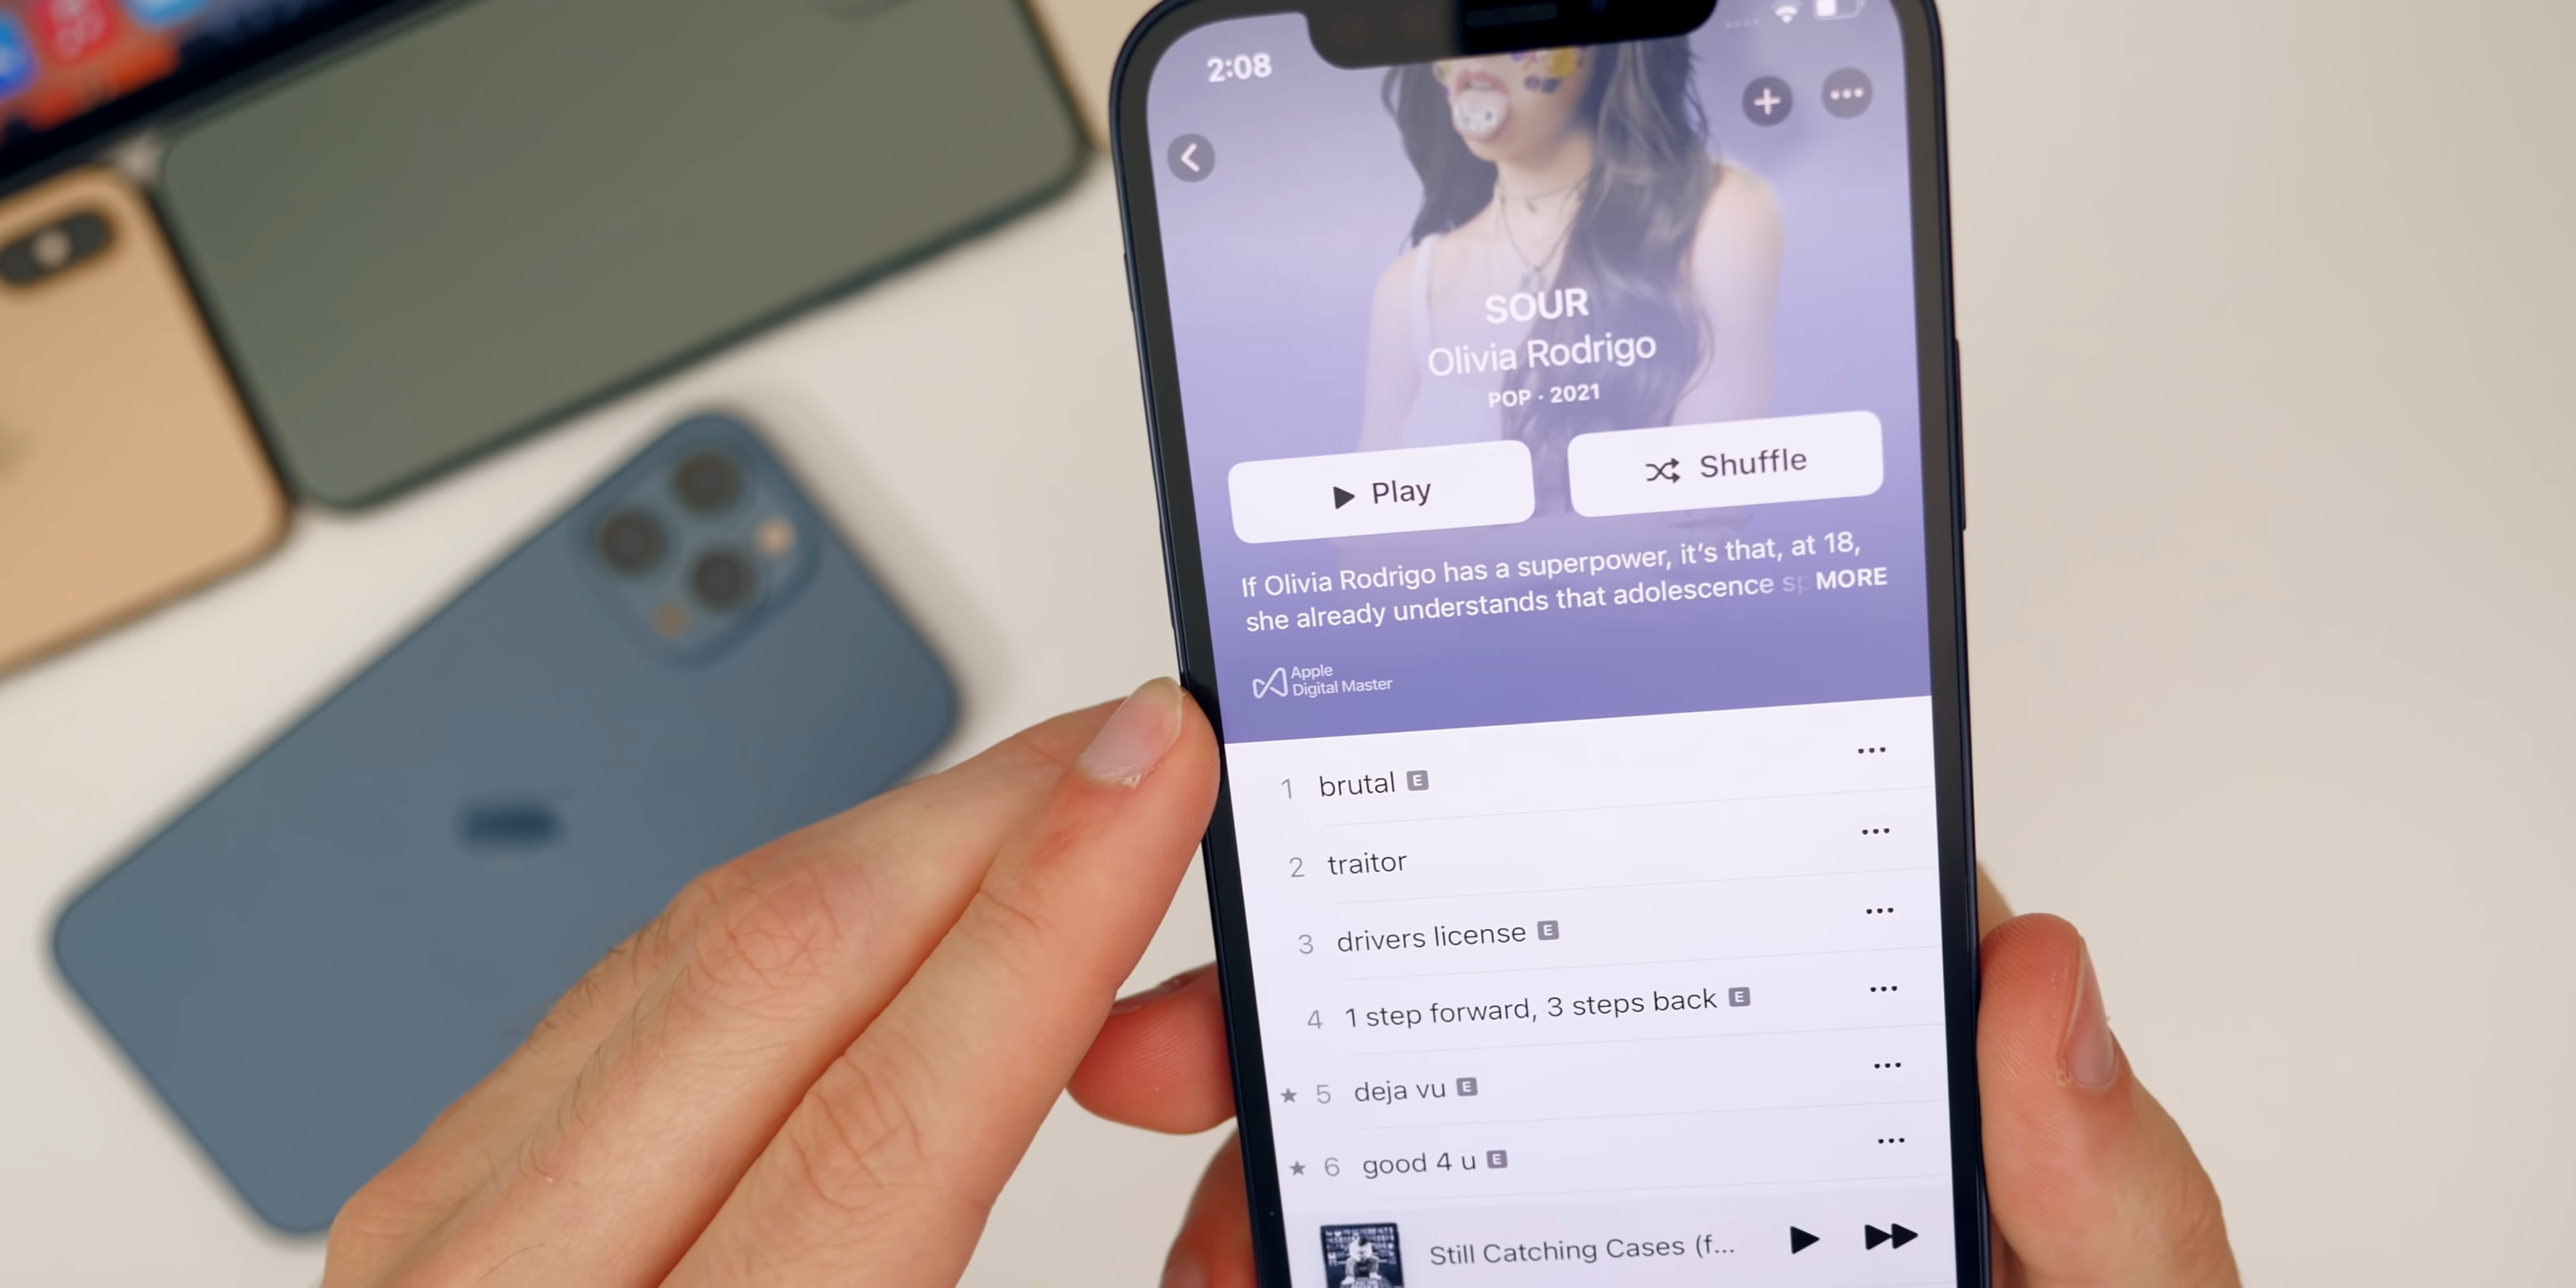 2:08
SOUR
Olivia Rodrigo
POP · 2021
Play
Shuffle
If Olivia Rodrigo has a superpower, it's that, at 18,
she already understands that adolescence sp MORE
Apple
Digital Master
1 brutal E
2 traitor
3 drivers license E
4 1 step forward, 3 steps back E
★ 5 deja vu E
★ 6 good 4 u E
Still Catching Cases (f...